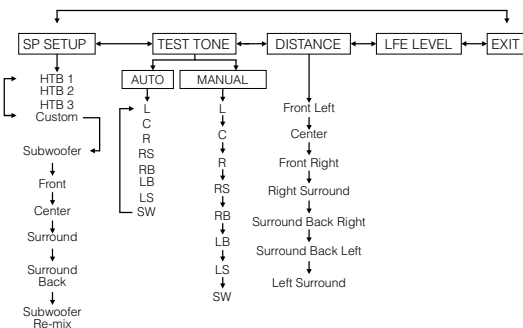 SP SETUP
TEST TONE
DISTANCE
LFE LEVEL
EXIT
HTB 1
HTB 2
HTB 3
Custom
Subwoofer
Front
Center
Surround
Surround
Back
Subwoofer
Re-mix
AUTO
L
C
R
RS
RB
LB
LS
SW
MANUAL
L
C
R
RS
RB
LB
LS
SW
Front Left
Center
Front Right
Right Surround
Surround Back Right
Surround Back Left
Left Surround